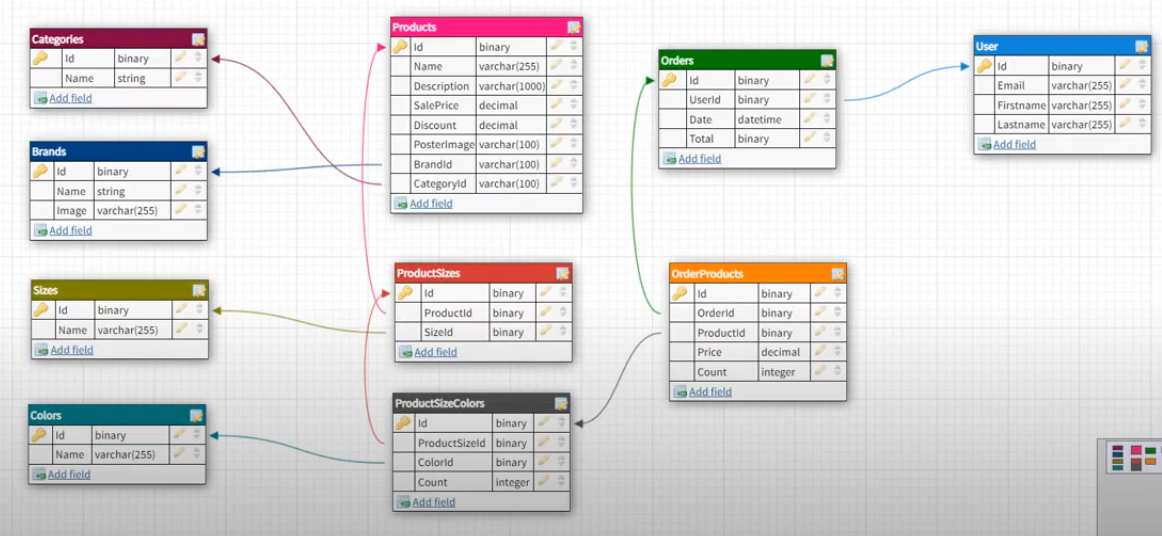 Categories
Id binary
Name string
Add field
Brands
Id binary
Name string
Image varchar(255)
Add field
Sizes
Id binary
Name varchar(255)
Add field
Colors
Id binary
Name varchar(255)
Add field
Products
Id binary
Name varchar(255)
Description varchar(1000)
SalePrice decimal
Discount decimal
PosterImage varchar(100)
BrandId varchar(100)
CategoryId varchar(100)
Add field
ProductSizes
Id binary
ProductId binary
SizeId binary
Add field
ProductSizeColors
Id binary
ProductSizeId binary
ColorId binary
Count integer
Add field
Orders
Id binary
UserId binary
Date datetime
Total binary
Add field
OrderProducts
Id binary
OrderId binary
ProductId binary
Price decimal
Count integer
Add field
User
Id binary
Email varchar(255)
Firstname varchar(255)
Lastname varchar(255)
Add field